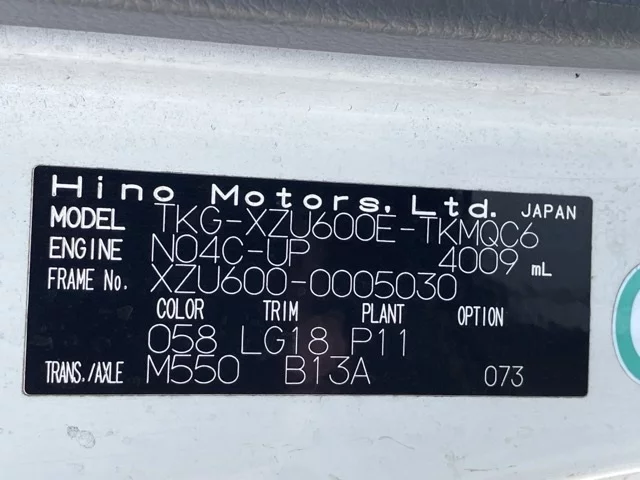 Hino Motors, Ltd. JAPAN
MODEL TKG-XZU600E-TKMQC6
ENGINE N04C-UP 4009 mL
FRAME No. XZU600-0005030
COLOR TRIM PLANT OPTION
058 LG18 P11
TRANS./AXLE M550 B13A 073